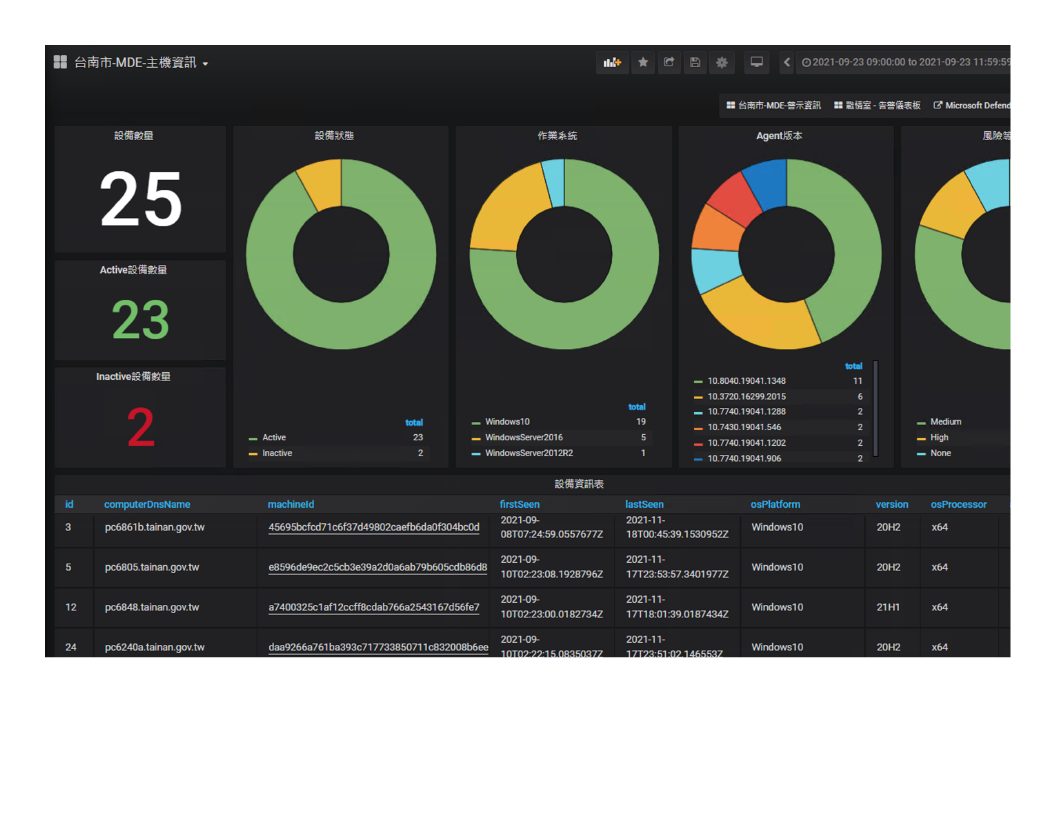 台南市-MDE-主機資訊
2021-09-23 09:00:00 to 2021-09-23 11:59:59
台南市-MDE-警示資訊 戰情室 - 告警儀表板 Microsoft Defend
設備數量
25
Active設備數量
23
Inactive設備數量
2
設備狀態
total
Active 23
Inactive 2
作業系統
total
Windows10 19
WindowsServer2016 5
WindowsServer2012R2 1
Agent版本
total
10.8040.19041.1348 11
10.3720.16299.2015 6
10.7740.19041.1288 2
10.7430.19041.546 2
10.7740.19041.1202 2
10.7740.19041.906 2
風險等
Medium
High
None
設備資訊表
id computerDnsName machineId firstSeen lastSeen osPlatform version osProcessor
3 pc6861b.tainan.gov.tw 45695bcfcd71c6f37d49802caefb6da0f304bc0d 2021-09-08T07:24:59.0557677Z 2021-11-18T00:45:39.1530952Z Windows10 20H2 x64
5 pc6805.tainan.gov.tw e8596de9ec2c5cb3e39a2d0a6ab79b605cdb86d8 2021-09-10T02:23:08.1928796Z 2021-11-17T23:53:57.3401977Z Windows10 20H2 x64
12 pc6848.tainan.gov.tw a7400325c1af12ccff8cdab766a2543167d56fe7 2021-09-10T02:23:00.0182734Z 2021-11-17T18:01:39.0187434Z Windows10 21H1 x64
24 pc6240a.tainan.gov.tw daa9266a761ba393c717733850711c832008b6ee 2021-09-10T02:22:15.0835037Z 2021-11-17T23:51:02.146553Z Windows10 20H2 x64